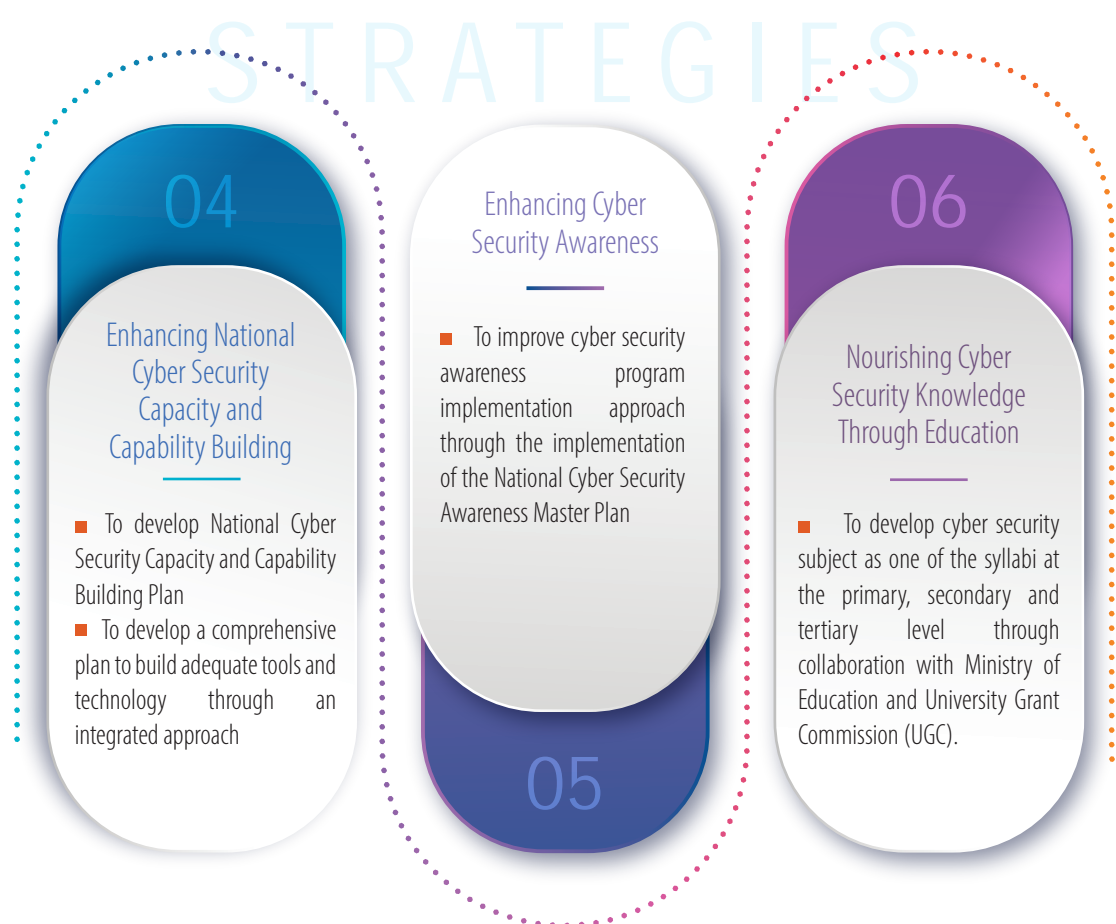 STRATEGIES
04
Enhancing National
Cyber Security
Capacity and
Capability Building
■ To develop National Cyber
Security Capacity and Capability
Building Plan
■ To develop a comprehensive
plan to build adequate tools and
technology through an
integrated approach
Enhancing Cyber
Security Awareness
■ To improve cyber security
awareness program
implementation approach
through the implementation
of the National Cyber Security
Awareness Master Plan
05
06
Nourishing Cyber
Security Knowledge
Through Education
■ To develop cyber security
subject as one of the syllabi at
the primary, secondary and
tertiary level through
collaboration with Ministry of
Education and University Grant
Commission (UGC).